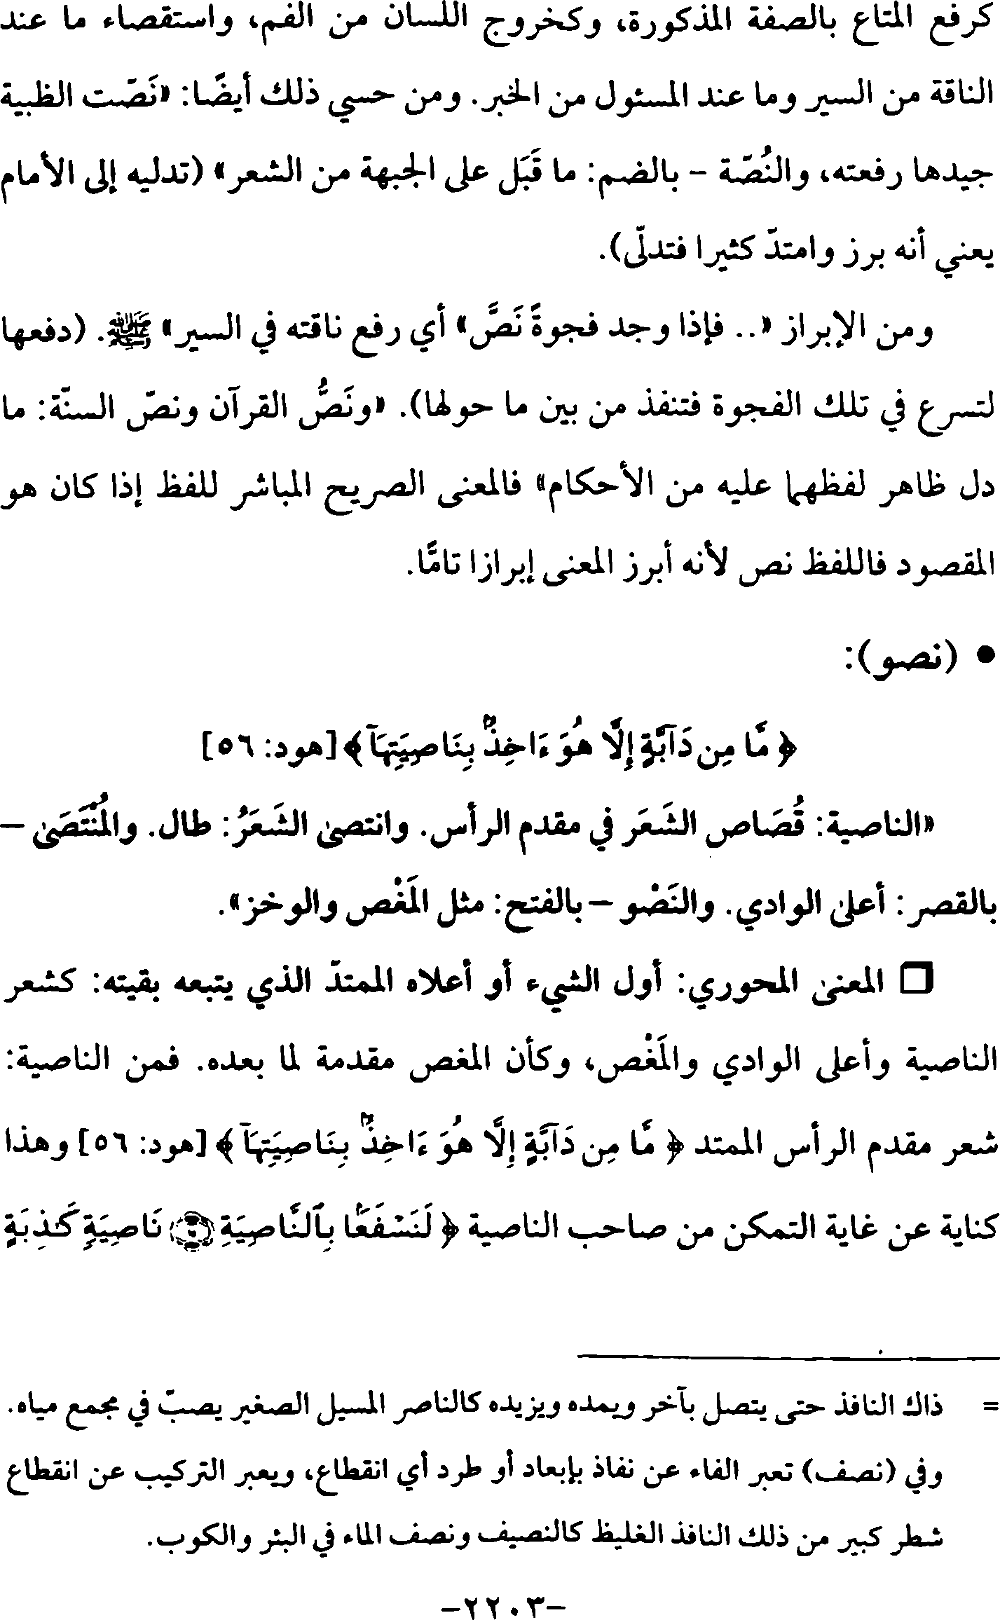 كرفع المتاع بالصفة المذكورة، وكخروج اللسان من الفم، واستقصاء ما عند
الناقة من السير وما عند المسئول من الخبر. ومن حسي ذلك أيضًا: «نَصّت الظبية
جيدها رفعته، والنُصّة - بالضم: ما قَبَل على الجبهة من الشعر» (تدليه إلى الأمام
يعني أنه برز وامتدّ كثيرا فتدلّى).
ومن الإبراز «.. فإذا وجد فجوةً نَصَّ» أي رفع ناقته في السير» ﷺ. (دفعها
لتسرع في تلك الفجوة فتنفذ من بين ما حولها). «ونَصُّ القرآن ونصّ السنّة: ما
دل ظاهر لفظهما عليه من الأحكام» فالمعنى الصريح المباشر للفظ إذا كان هو
المقصود فاللفظ نص لأنه أبرز المعنى إبرازا تامًّا.
• (نصو):
﴿ مَّا مِن دَآبَّةٍ إِلَّا هُوَ ءَاخِذٌۢ بِنَاصِيَتِهَآ ﴾ [هود: ٥٦]
«الناصية: قُصَاص الشَعَر في مقدم الرأس. وانتصى الشَعَرُ: طال. والمُنْتَصَى –
بالقصر: أعلى الوادي. والنَصْو – بالفتح: مثل المَغْص والوخز».
❐ المعنى المحوري: أول الشيء أو أعلاه الممتدّ الذي يتبعه بقيته: كشعر
الناصية وأعلى الوادي والمَغْص، وكأن المغص مقدمة لما بعده. فمن الناصية:
شعر مقدم الرأس الممتد ﴿ مَّا مِن دَآبَّةٍ إِلَّا هُوَ ءَاخِذٌۢ بِنَاصِيَتِهَآ ﴾ [هود: ٥٦] وهذا
كناية عن غاية التمكن من صاحب الناصية ﴿ لَنَسْفَعًۢا بِٱلنَّاصِيَةِ ۝ نَاصِيَةٍ كَـٰذِبَةٍ
= ذاك النافذ حتى يتصل بآخر ويمده ويزيده كالناصر المسيل الصغير يصبّ في مجمع مياه.
وفي (نصف) تعبر الفاء عن نفاذ بإبعاد أو طرد أي انقطاع، ويعبر التركيب عن انقطاع
شطر كبير من ذلك النافذ الغليظ كالنصيف ونصف الماء في البئر والكوب.
-٢٢٠٣-